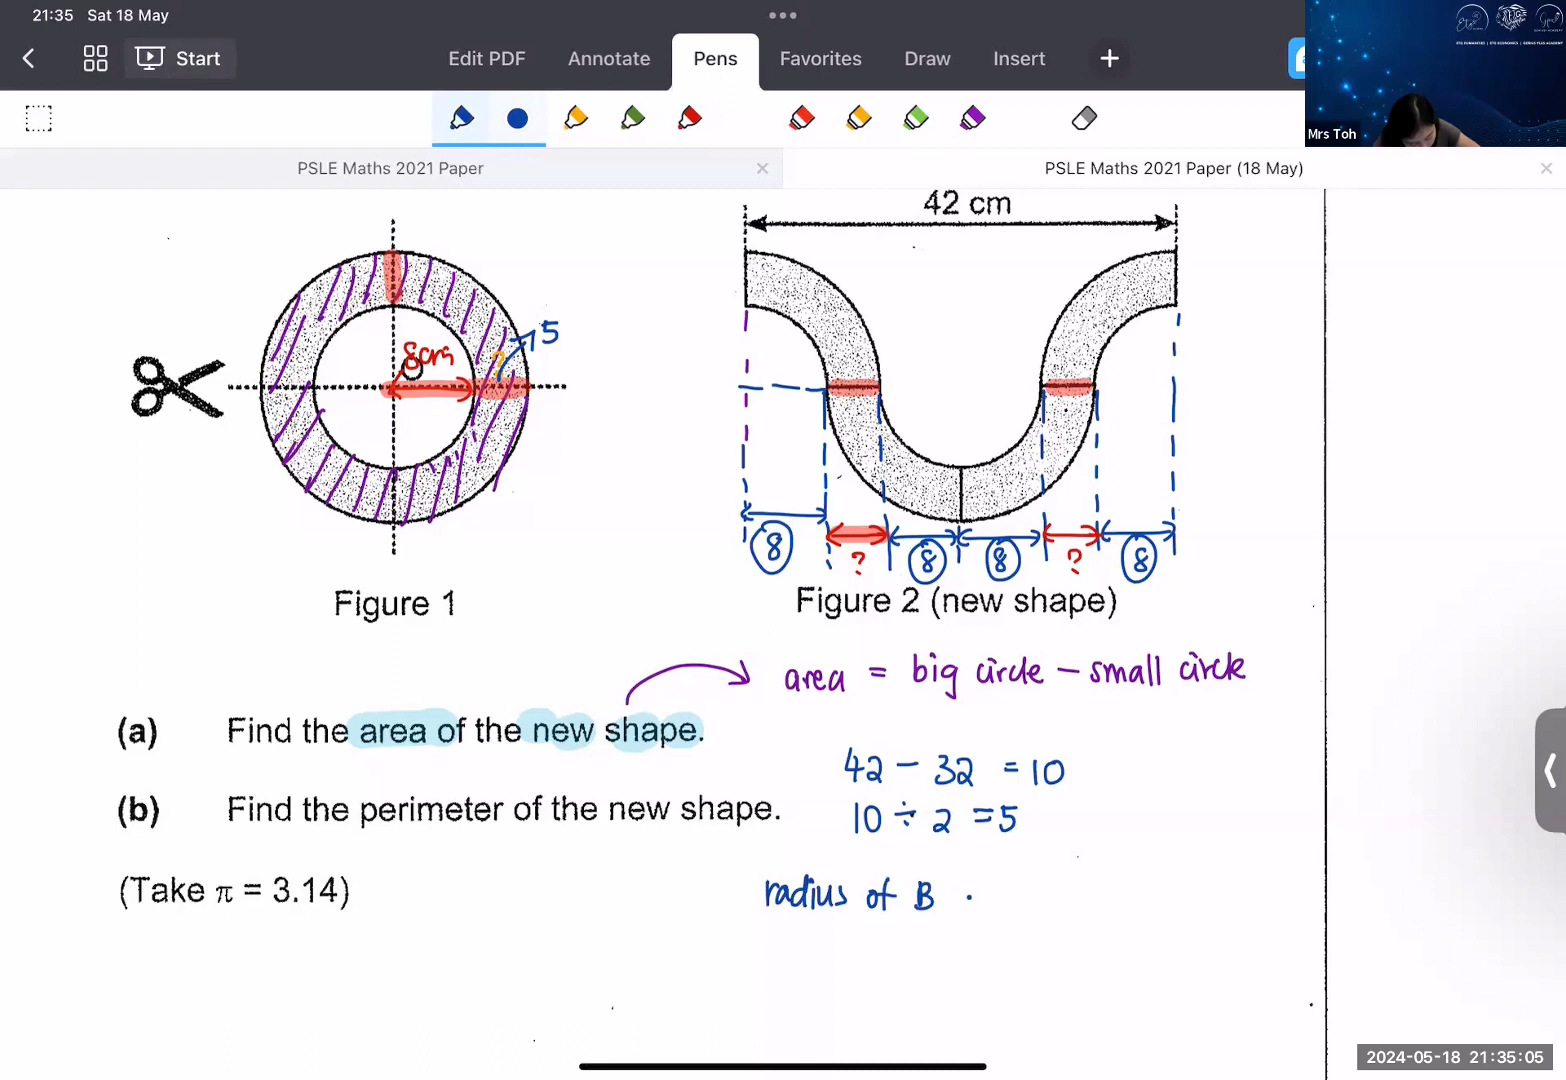 21:35 Sat 18 May
Start
Edit PDF
Annotate
Pens
Favorites
Draw
Insert
Mrs Toh
PSLE Maths 2021 Paper
PSLE Maths 2021 Paper (18 May)
42 cm
8cm
?
5
8
?
8
8
?
8
Figure 1
Figure 2 (new shape)
area = big circle − small circle
(a) Find the area of the new shape.
42 − 32 = 10
(b) Find the perimeter of the new shape.
10 ÷ 2 = 5
(Take π = 3.14)
radius of B
2024-05-18 21:35:05